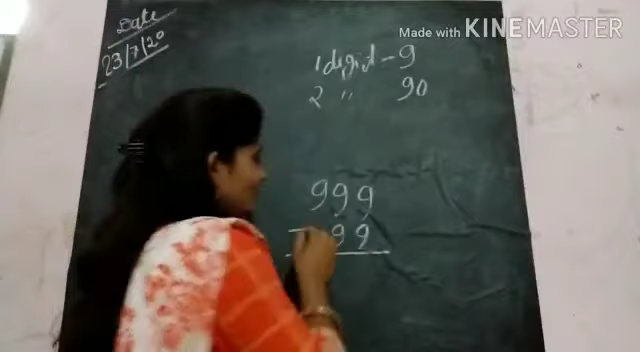 Date
23/7/20
Made with KINEMASTER
1 digit - 9
2 " 90
999
- 99